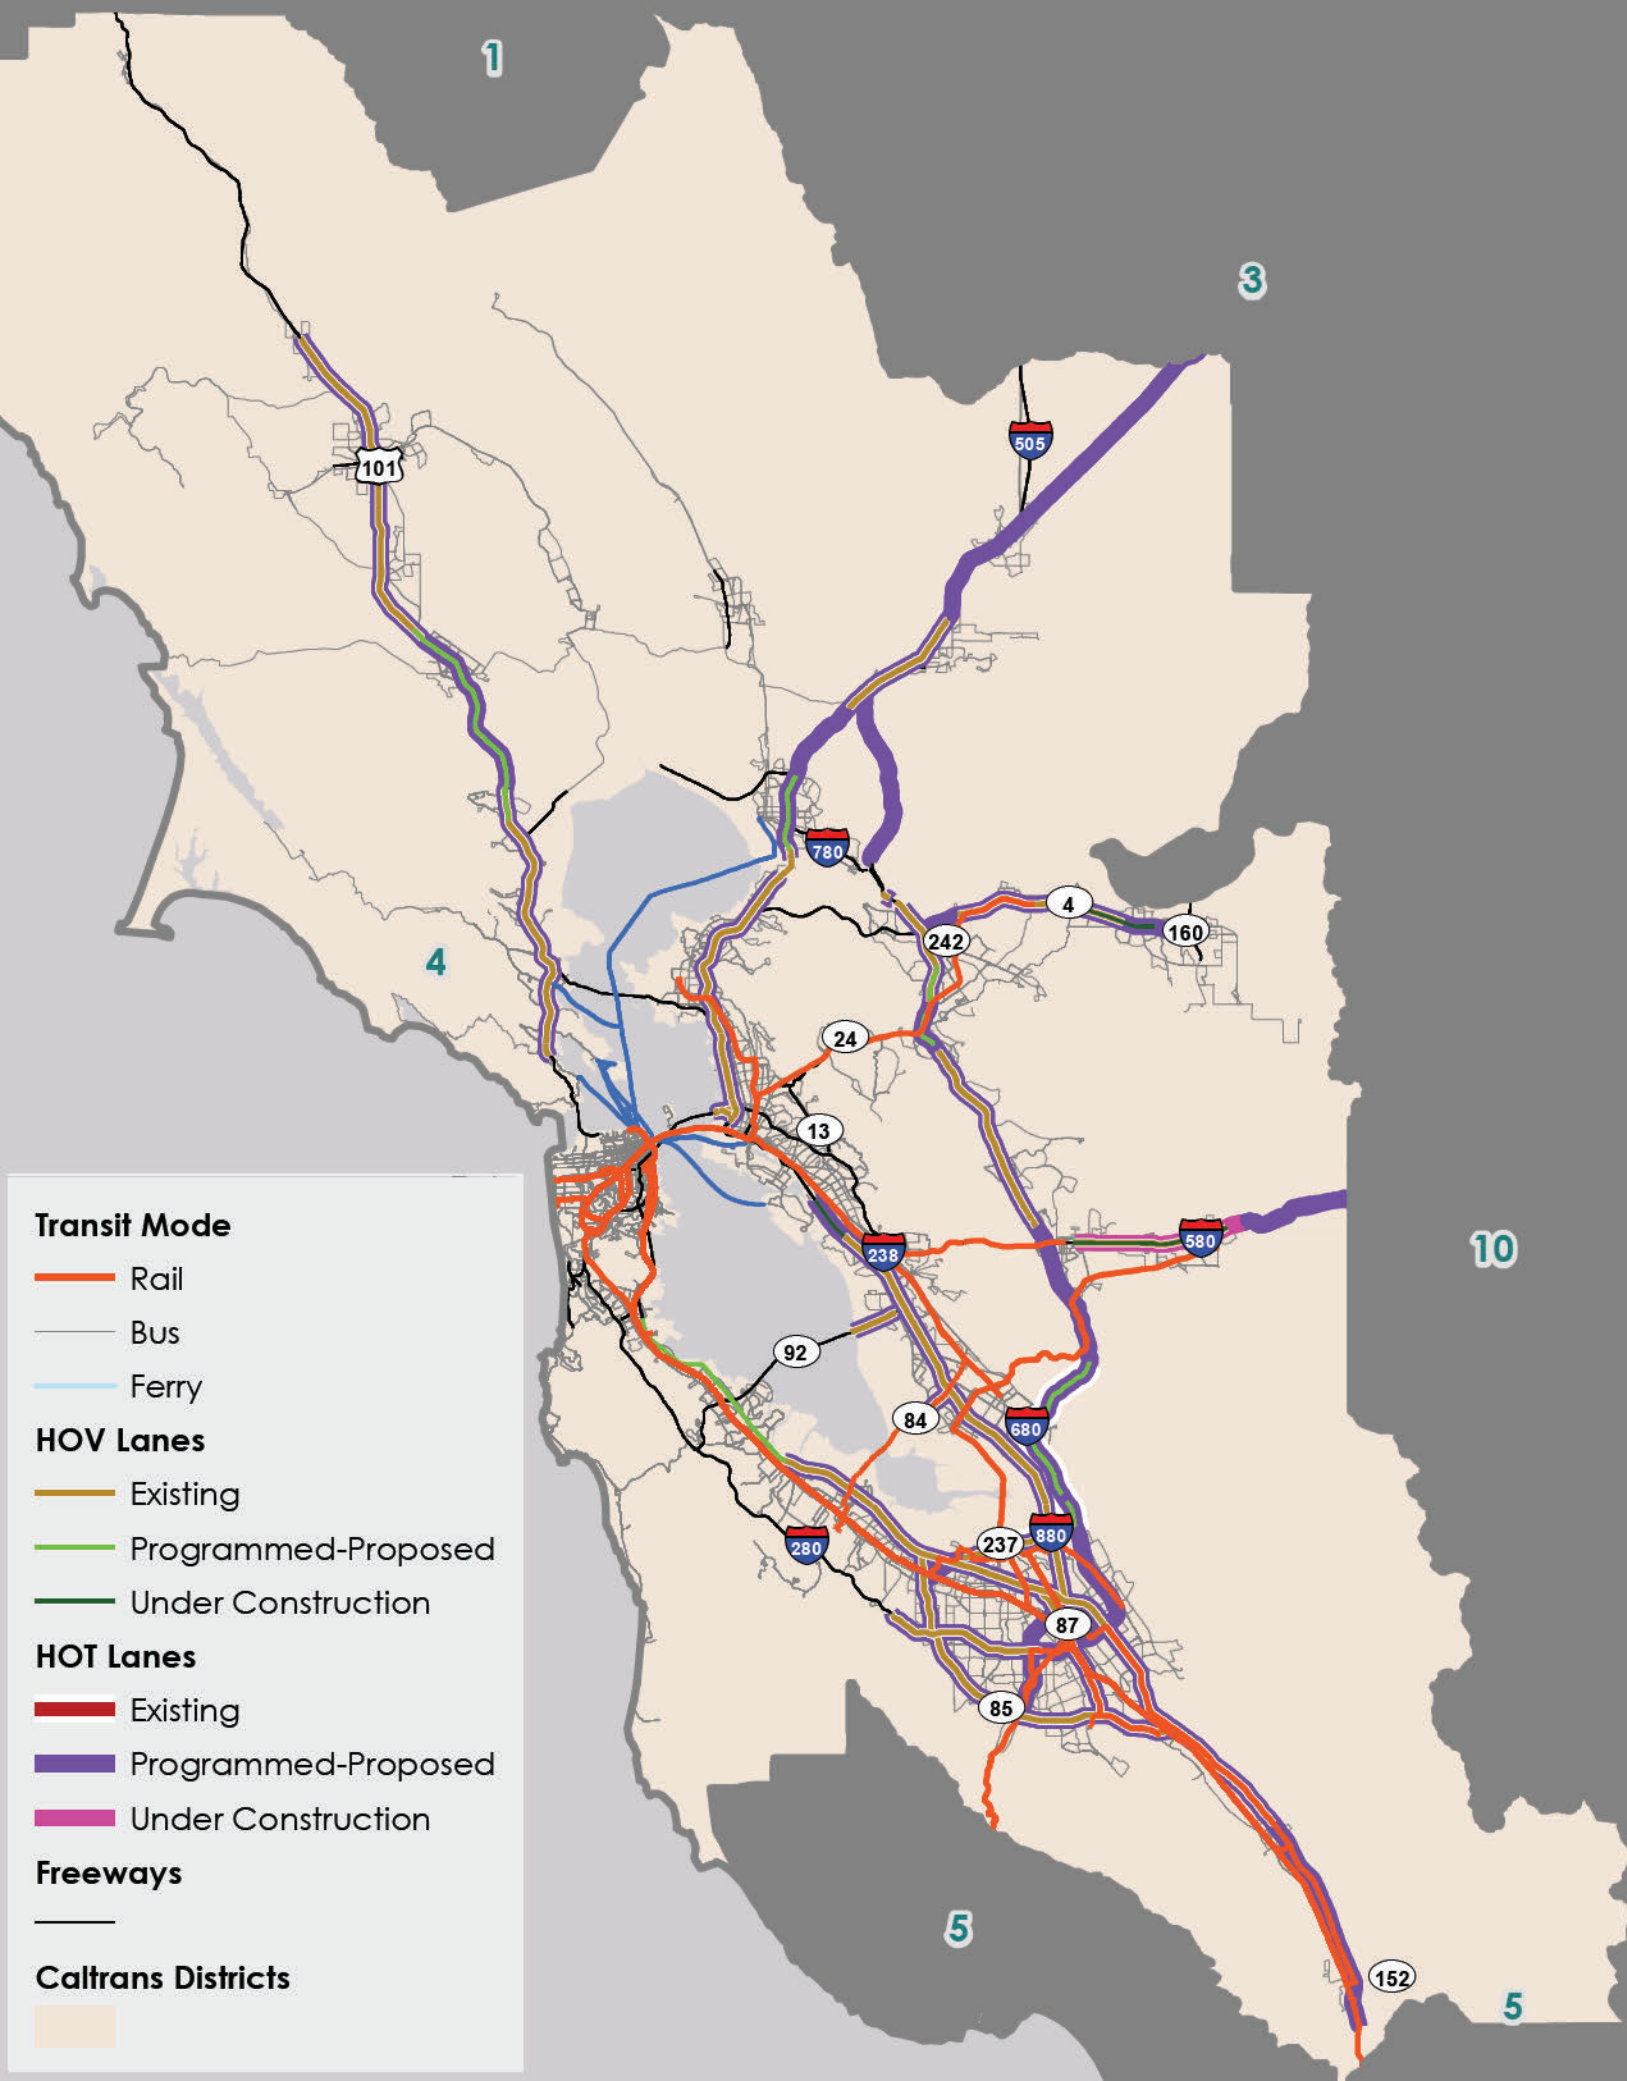 1
3
505
101
780
4
242
160
4
24
13
238
580
10
92
84
680
237
880
280
87
85
5
152
5
Transit Mode
Rail
Bus
Ferry
HOV Lanes
Existing
Programmed-Proposed
Under Construction
HOT Lanes
Existing
Programmed-Proposed
Under Construction
Freeways
Caltrans Districts